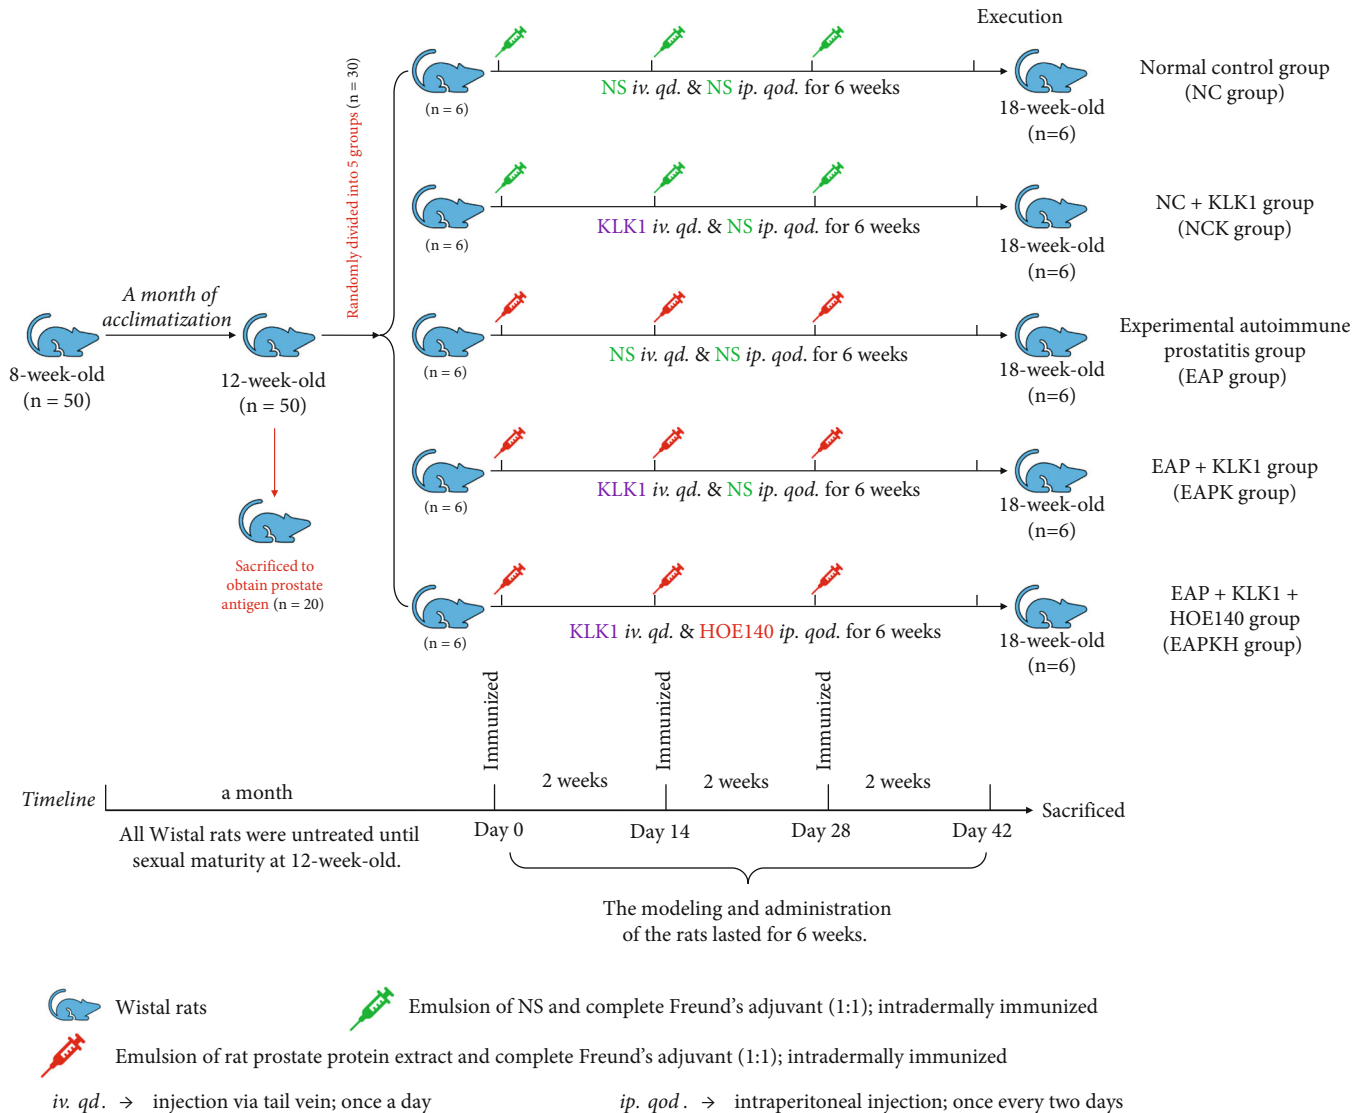 Execution
8-week-old
(n = 50)
A month of
acclimatization
12-week-old
(n = 50)
Sacrificed to
obtain prostate
antigen (n = 20)
Randomly divided into 5 groups (n = 30)
(n = 6)
NS iv. qd. & NS ip. qod. for 6 weeks
18-week-old
(n=6)
Normal control group
(NC group)
(n = 6)
KLK1 iv. qd. & NS ip. qod. for 6 weeks
18-week-old
(n=6)
NC + KLK1 group
(NCK group)
(n = 6)
NS iv. qd. & NS ip. qod. for 6 weeks
18-week-old
(n=6)
Experimental autoimmune
prostatitis group
(EAP group)
(n = 6)
KLK1 iv. qd. & NS ip. qod. for 6 weeks
18-week-old
(n=6)
EAP + KLK1 group
(EAPK group)
(n = 6)
KLK1 iv. qd. & HOE140 ip. qod. for 6 weeks
18-week-old
(n=6)
EAP + KLK1 +
HOE140 group
(EAPKH group)
Immunized
Immunized
Immunized
Timeline
a month
2 weeks
2 weeks
2 weeks
Sacrificed
All Wistal rats were untreated until
sexual maturity at 12-week-old.
Day 0
Day 14
Day 28
Day 42
The modeling and administration
of the rats lasted for 6 weeks.
Wistal rats
Emulsion of NS and complete Freund's adjuvant (1:1); intradermally immunized
Emulsion of rat prostate protein extract and complete Freund's adjuvant (1:1); intradermally immunized
iv. qd. → injection via tail vein; once a day
ip. qod. → intraperitoneal injection; once every two days